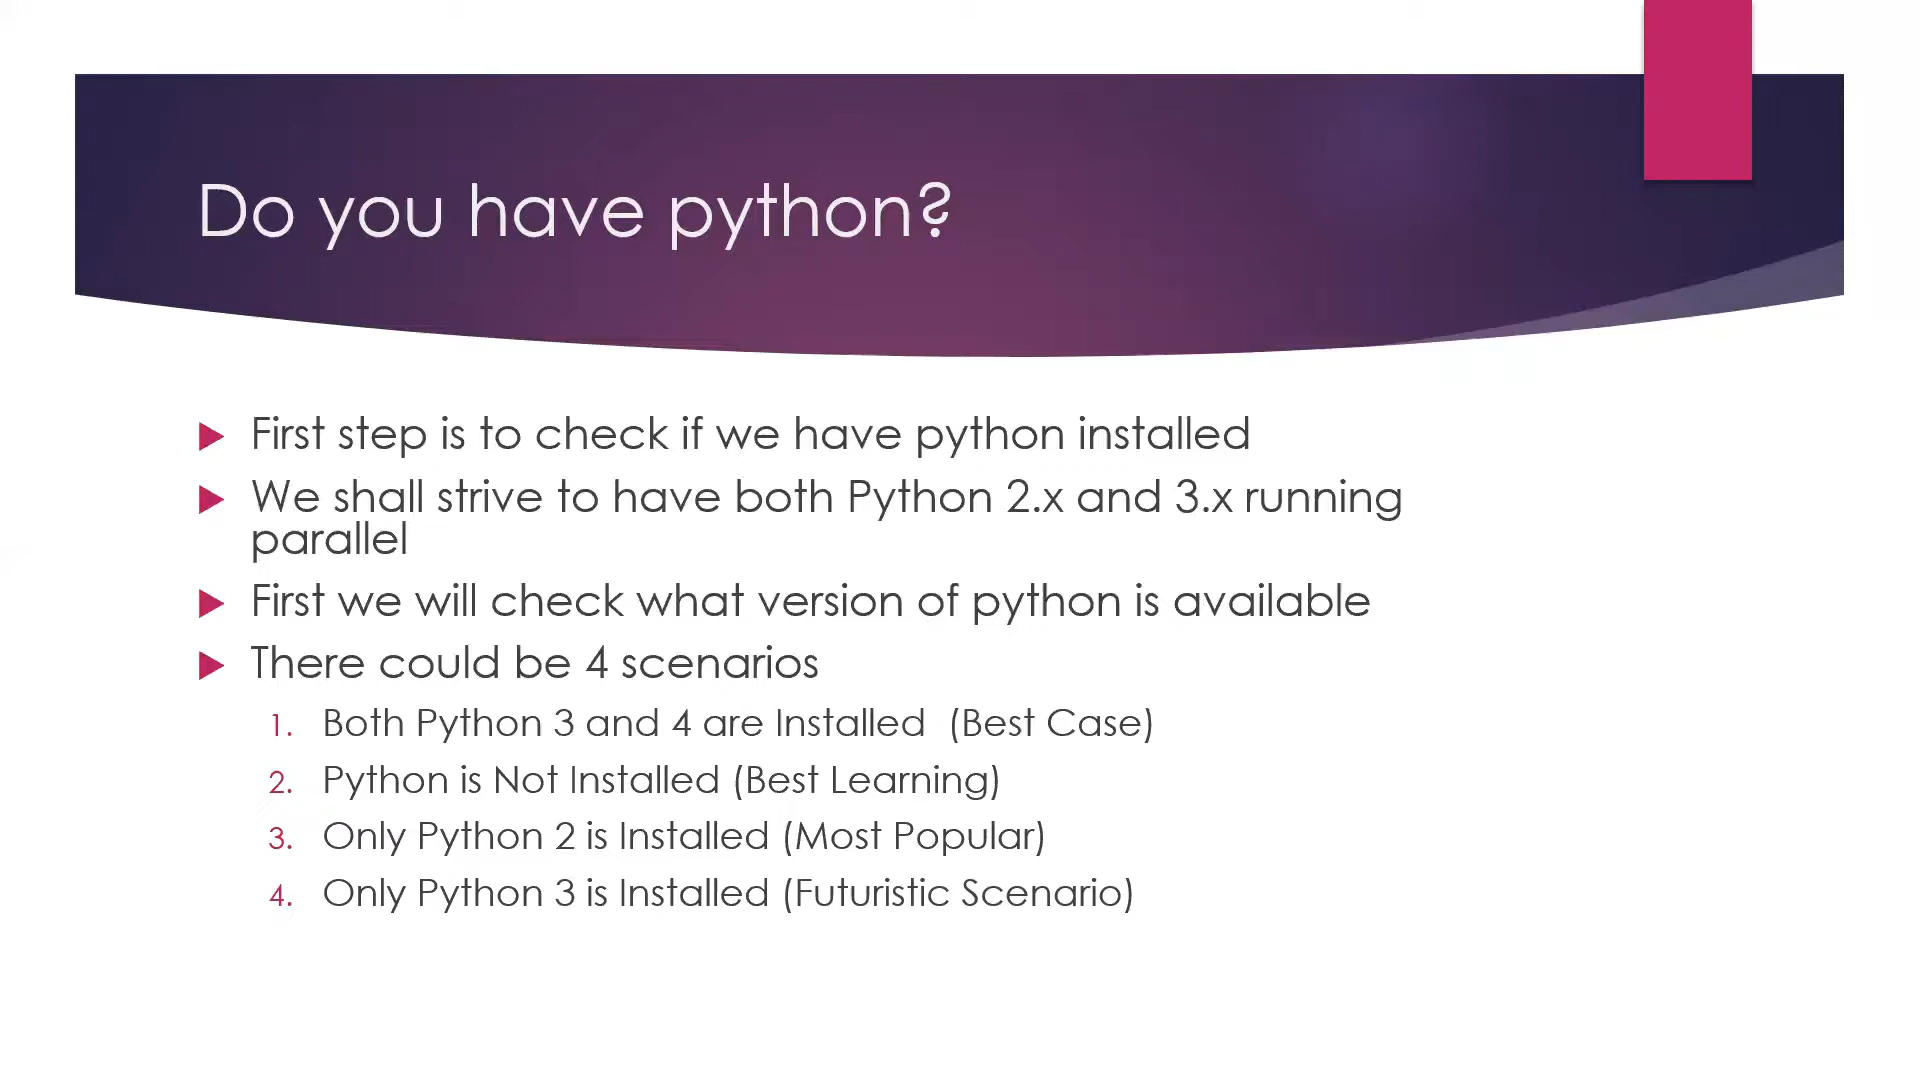 Do you have python?
First step is to check if we have python installed
We shall strive to have both Python 2.x and 3.x running
parallel
First we will check what version of python is available
There could be 4 scenarios
1. Both Python 3 and 4 are Installed  (Best Case)
2. Python is Not Installed (Best Learning)
3. Only Python 2 is Installed (Most Popular)
4. Only Python 3 is Installed (Futuristic Scenario)